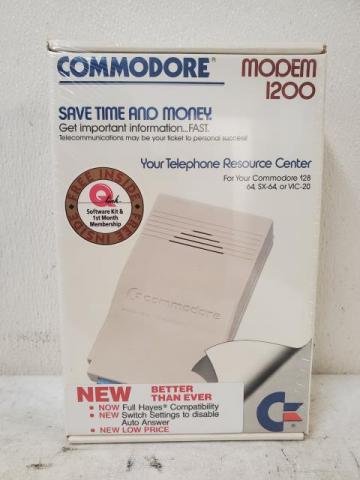 COMMODORE®
MODEM
1200
SAVE TIME AND MONEY.
Get important information...FAST.
Telecommunications may be your ticket to personal success!
Your Telephone Resource Center
For Your Commodore 128
64, SX-64, or VIC-20
FREE INSIDE
Q Link
Software Kit &
1st Month
Membership
FREE INSIDE
commodore
NEW BETTER
THAN EVER
• NOW Full Hayes® Compatibility
• NEW Switch Settings to disable
Auto Answer
• NEW LOW PRICE